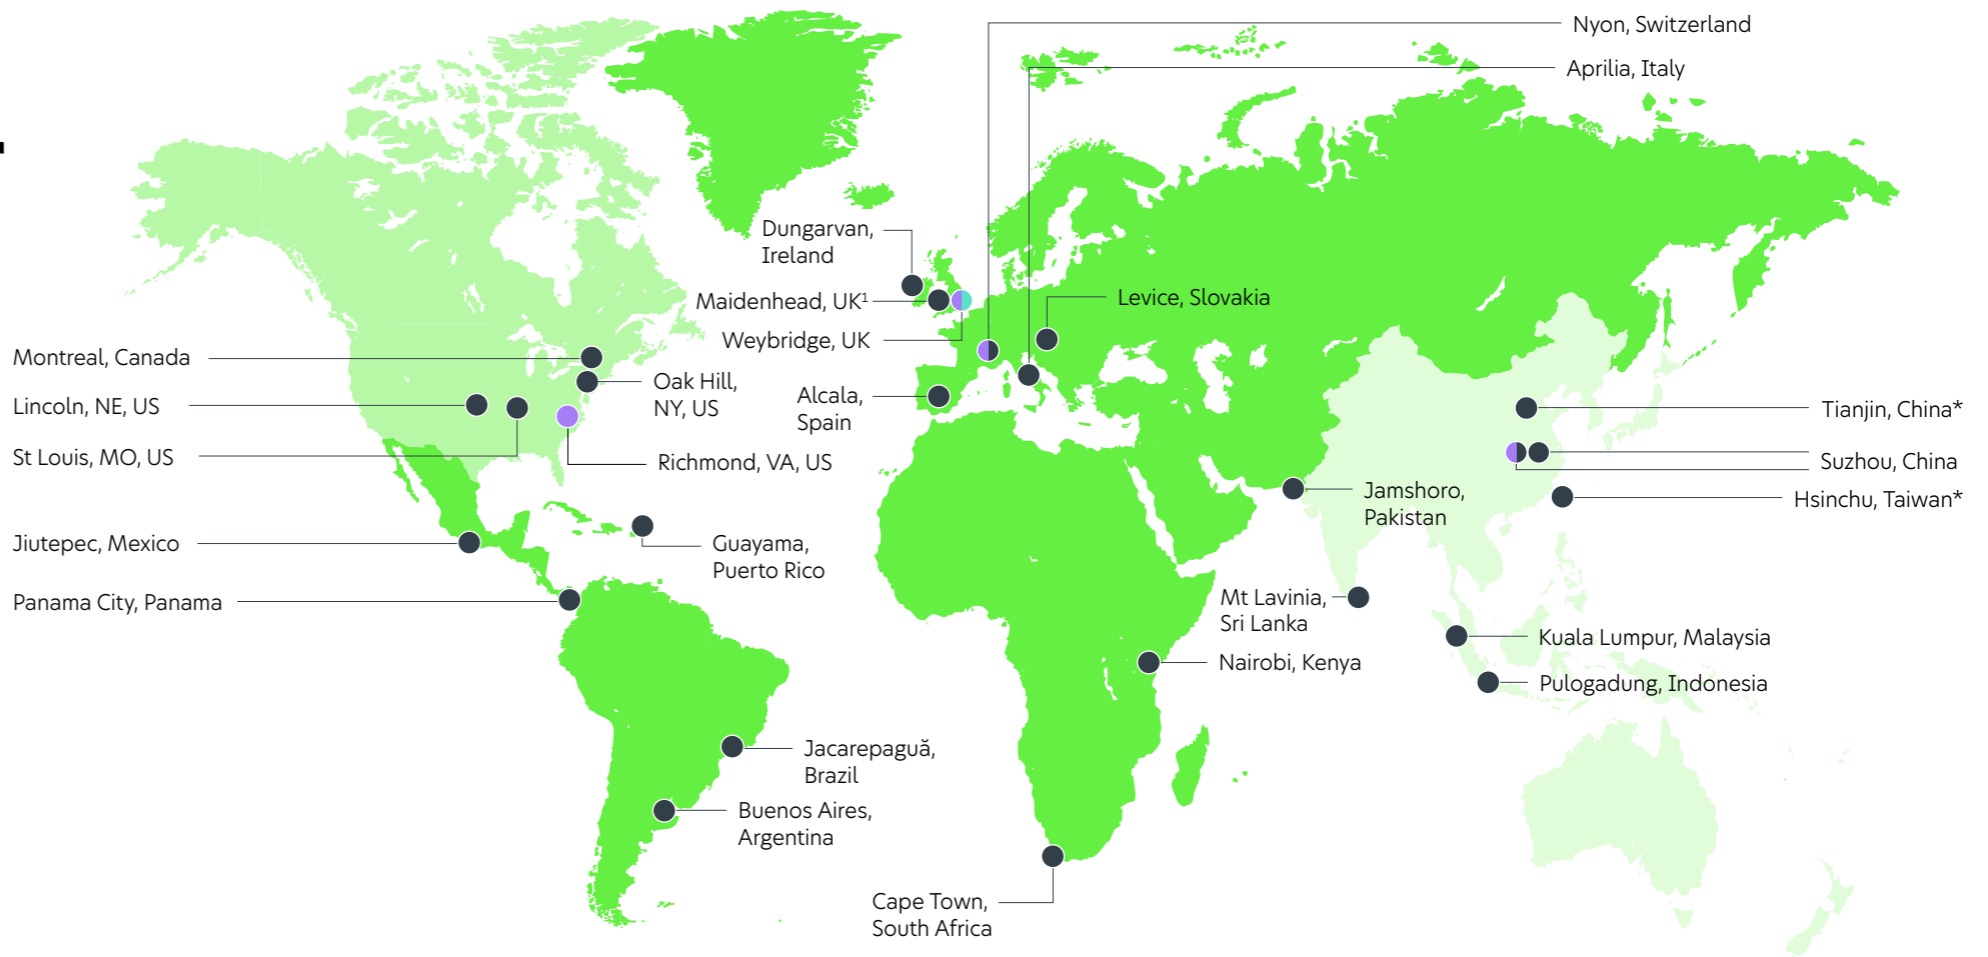 Nyon, Switzerland
Aprilia, Italy
Dungarvan,
Ireland
Maidenhead, UK¹
Levice, Slovakia
Weybridge, UK
Montreal, Canada
Oak Hill,
NY, US
Alcala,
Spain
Lincoln, NE, US
Tianjin, China*
St Louis, MO, US
Richmond, VA, US
Suzhou, China
Jamshoro,
Pakistan
Hsinchu, Taiwan*
Jiutepec, Mexico
Guayama,
Puerto Rico
Panama City, Panama
Mt Lavinia,
Sri Lanka
Kuala Lumpur, Malaysia
Nairobi, Kenya
Pulogadung, Indonesia
Jacarepaguă,
Brazil
Buenos Aires,
Argentina
Cape Town,
South Africa